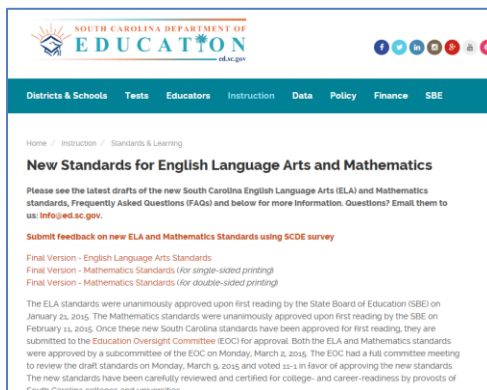 SOUTH CAROLINA DEPARTMENT OF
EDUCATION
ed.sc.gov
Districts & Schools Tests Educators Instruction Data Policy Finance SBE
Home / Instruction / Standards & Learning
New Standards for English Language Arts and Mathematics
Please see the latest drafts of the new South Carolina English Language Arts (ELA) and Mathematics
standards, Frequently Asked Questions (FAQs) and below for more Information. Questions? Email them to
us: info@ed.sc.gov.
Submit feedback on new ELA and Mathematics Standards using SCDE survey
Final Version - English Language Arts Standards
Final Version - Mathematics Standards (for single-sided printing)
Final Version - Mathematics Standards (for double-sided printing)
The ELA standards were unanimously approved upon first reading by the State Board of Education (SBE) on
January 21, 2015. The Mathematics standards were unanimously approved upon first reading by the SBE on
February 11, 2015. Once these new South Carolina standards have been approved for first reading, they are
submitted to the Education Oversight Committee (EOC) for approval. Both the ELA and Mathematics standards
were approved by a subcommittee of the EOC on Monday, March 2, 2015. The EOC had a full committee meeting
to review the draft standards on Monday, March 9, 2015 and voted 11-1 in favor of approving the new standards.
The new standards have been carefully reviewed and certified for college- and career-readiness by provosts of
South Carolina colleges and universities.